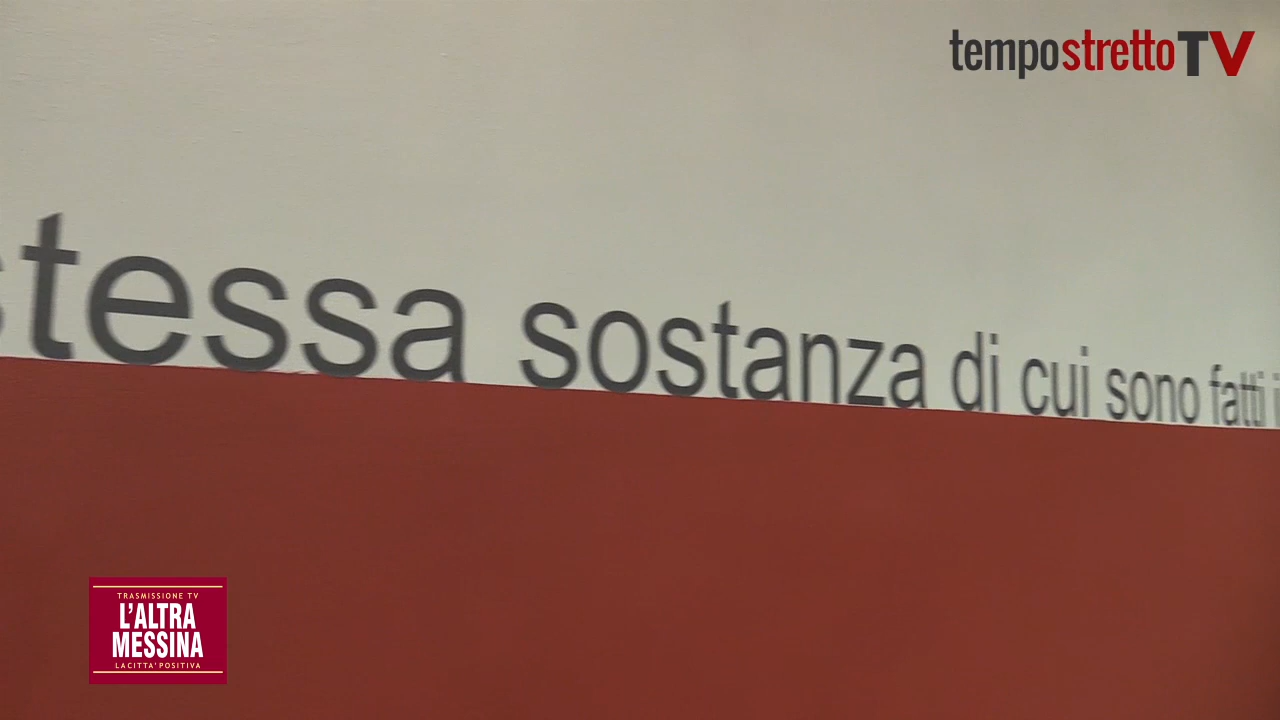 tempostrettoTV
stessa sostanza di cui sono fatti i
TRASMISSIONE TV
L'ALTRA
MESSINA
LA CITTA' POSITIVA